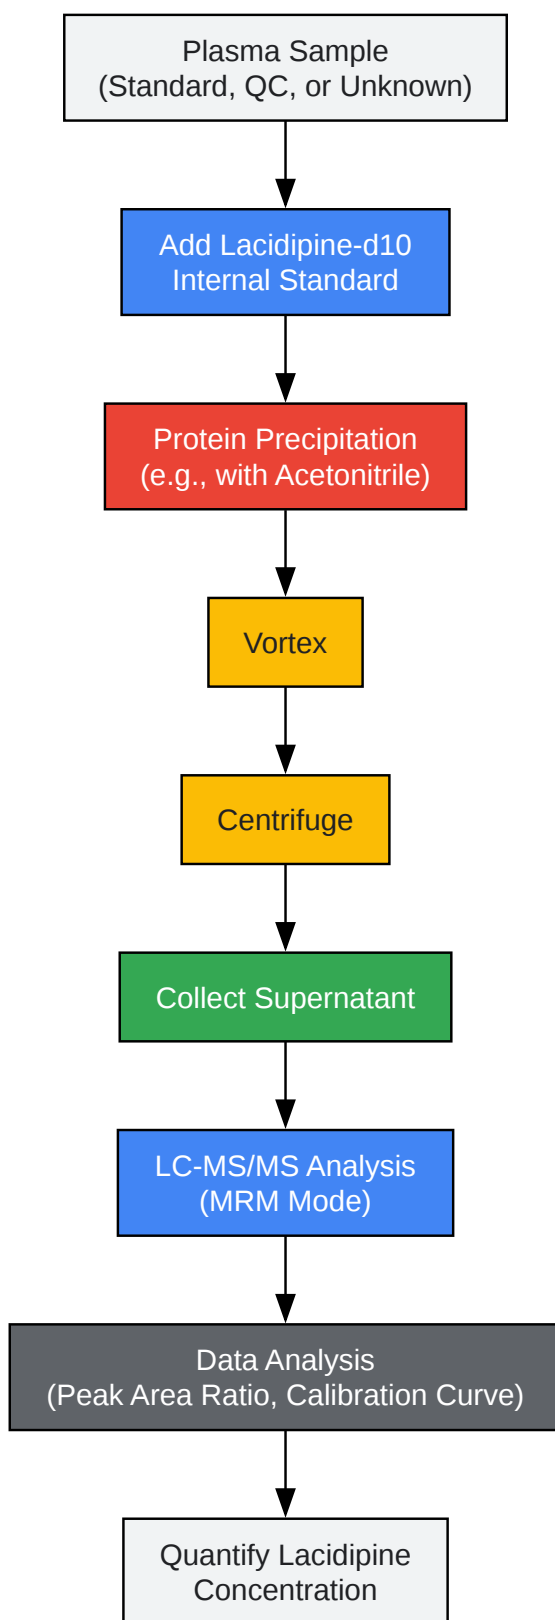 Plasma Sample
(Standard, QC, or Unknown)
Add Lacidipine-d10
Internal Standard
Protein Precipitation
(e.g., with Acetonitrile)
Vortex
Centrifuge
Collect Supernatant
LC-MS/MS Analysis
(MRM Mode)
Data Analysis
(Peak Area Ratio, Calibration Curve)
Quantify Lacidipine
Concentration